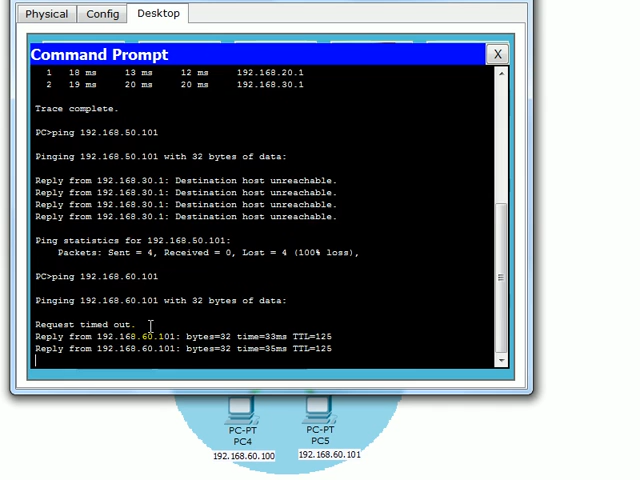 Physical
Config
Desktop
Command Prompt
X
1 18 ms 13 ms 12 ms 192.168.20.1
2 19 ms 20 ms 20 ms 192.168.30.1
Trace complete.
PC>ping 192.168.50.101
Pinging 192.168.50.101 with 32 bytes of data:
Reply from 192.168.30.1: Destination host unreachable.
Reply from 192.168.30.1: Destination host unreachable.
Reply from 192.168.30.1: Destination host unreachable.
Reply from 192.168.30.1: Destination host unreachable.
Ping statistics for 192.168.50.101:
Packets: Sent = 4, Received = 0, Lost = 4 (100% loss),
PC>ping 192.168.60.101
Pinging 192.168.60.101 with 32 bytes of data:
Request timed out.
Reply from 192.168.60.101: bytes=32 time=33ms TTL=125
Reply from 192.168.60.101: bytes=32 time=35ms TTL=125
PC-PT
PC4
192.168.60.100
PC-PT
PC5
192.168.60.101